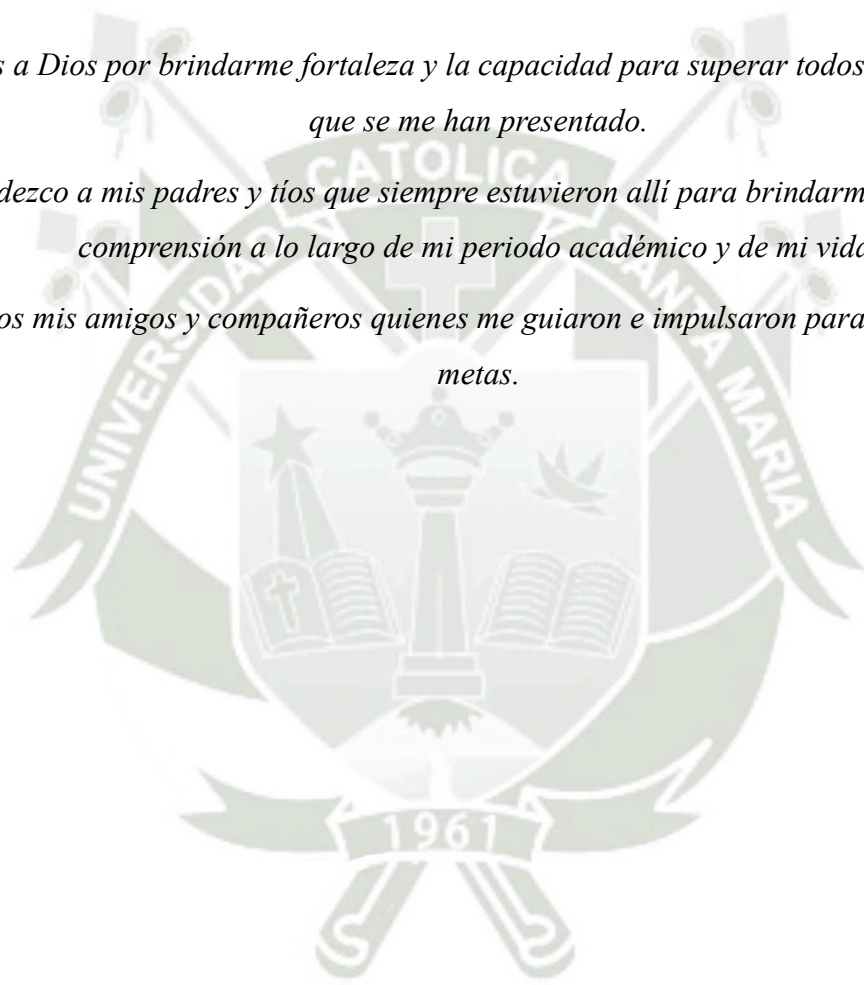 s a Dios por brindarme fortaleza y la capacidad para superar todos
que se me han presentado.
dezco a mis padres y tíos que siempre estuvieron allí para brindarm
comprensión a lo largo de mi periodo académico y de mi vida
os mis amigos y compañeros quienes me guiaron e impulsaron para
metas.
UNIVERSIDAD CATOLICA SANTA MARIA
1961